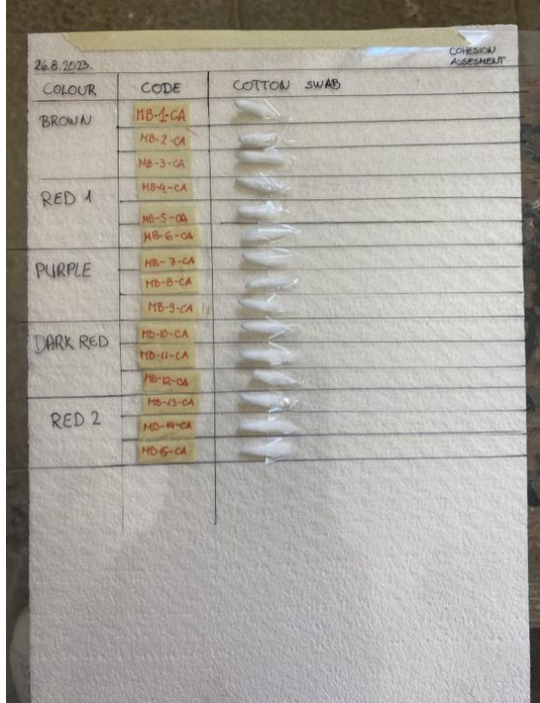 26.8.2023.
COHESION
ASSESMENT
COLOUR CODE COTTON SWAB
BROWN
MB-1-CA
MB-2-CA
MB-3-CA
RED 1
MB-4-CA
MB-5-CA
MB-6-CA
PURPLE
MB-7-CA
MB-8-CA
MB-9-CA
DARK RED
MB-10-CA
MB-11-CA
MB-12-CA
RED 2
MB-13-CA
MB-14-CA
MB-15-CA